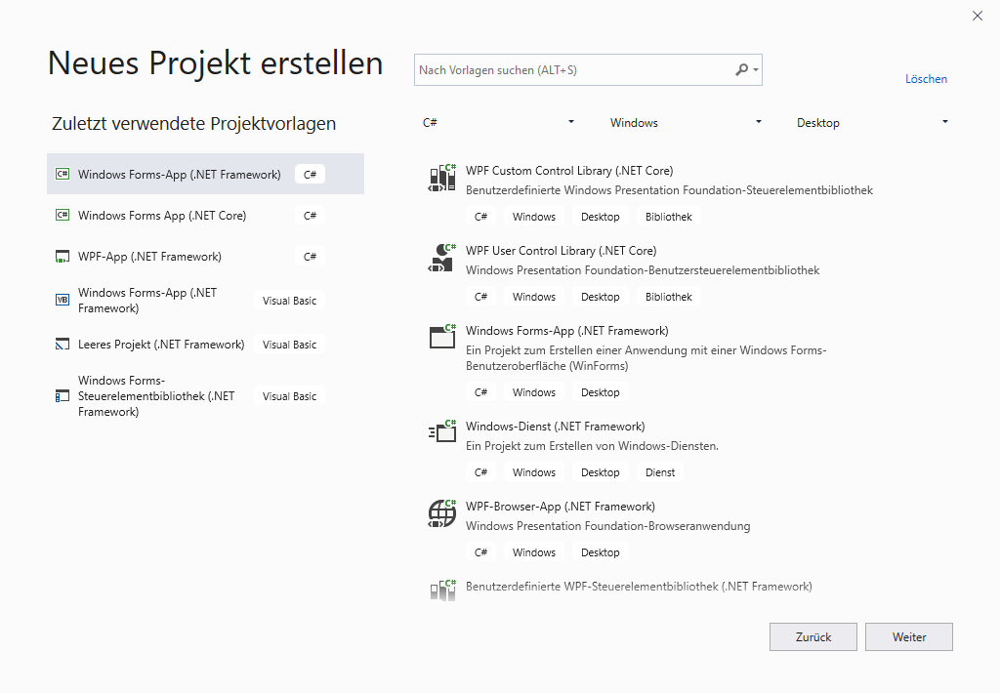 Neues Projekt erstellen
Nach Vorlagen suchen (ALT+S)
Löschen
Zuletzt verwendete Projektvorlagen
C#
Windows
Desktop
C# Windows Forms-App (.NET Framework) C#
C# Windows Forms App (.NET Core) C#
WPF-App (.NET Framework) C#
VB Windows Forms-App (.NET
Framework)
Visual Basic
Leeres Projekt (.NET Framework) Visual Basic
Windows Forms-
Steuerelementbibliothek (.NET
Framework)
Visual Basic
C# WPF Custom Control Library (.NET Core)
Benutzerdefinierte Windows Presentation Foundation-Steuerelementbibliothek
C# Windows Desktop Bibliothek
C# WPF User Control Library (.NET Core)
Windows Presentation Foundation-Benutzersteuerelementbibliothek
C# Windows Desktop Bibliothek
C# Windows Forms-App (.NET Framework)
Ein Projekt zum Erstellen einer Anwendung mit einer Windows Forms-
Benutzeroberfläche (WinForms)
C# Windows Desktop
C# Windows-Dienst (.NET Framework)
Ein Projekt zum Erstellen von Windows-Diensten.
C# Windows Desktop Dienst
C# WPF-Browser-App (.NET Framework)
Windows Presentation Foundation-Browseranwendung
C# Windows Desktop
C# Benutzerdefinierte WPF-Steuerelementbibliothek (.NET Framework)
Zurück
Weiter